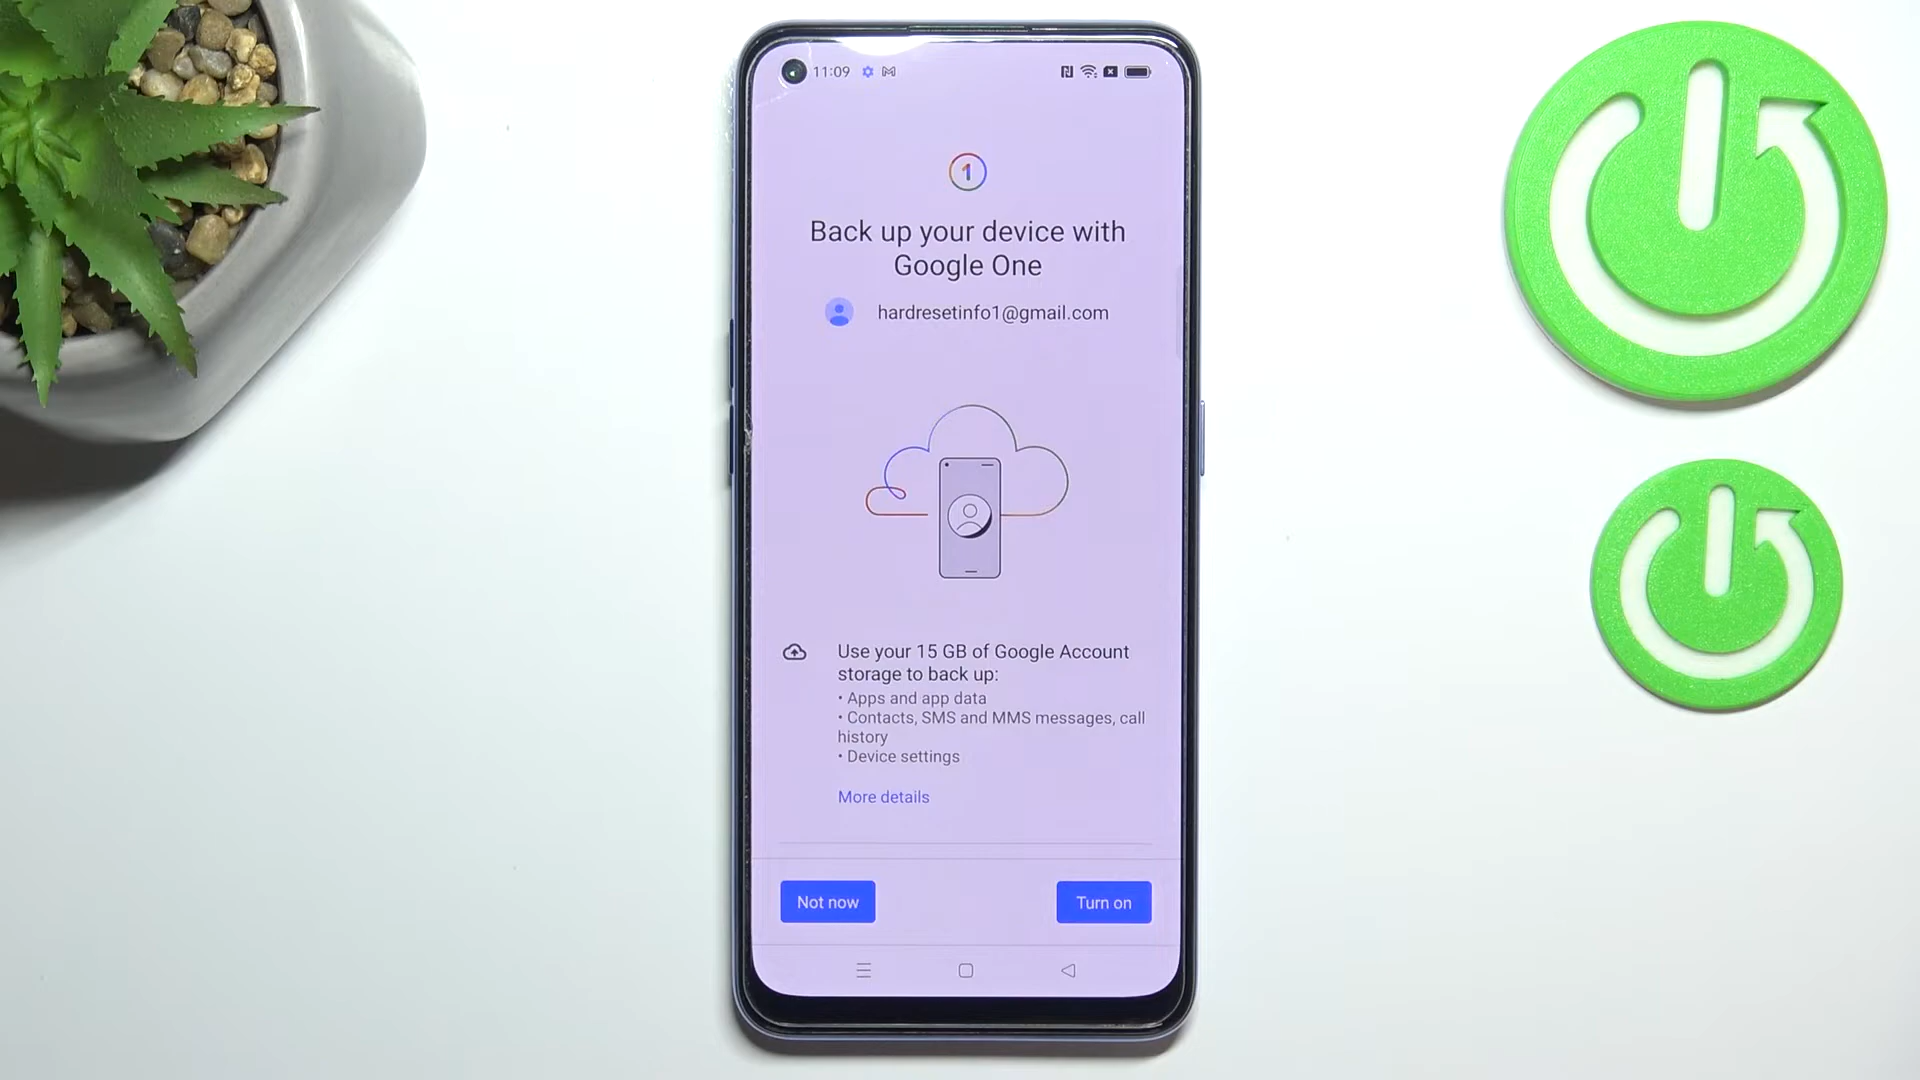 11:09
1
Back up your device with
Google One
hardresetinfo1@gmail.com
Use your 15 GB of Google Account
storage to back up:
• Apps and app data
• Contacts, SMS and MMS messages, call
history
• Device settings
More details
Not now
Turn on